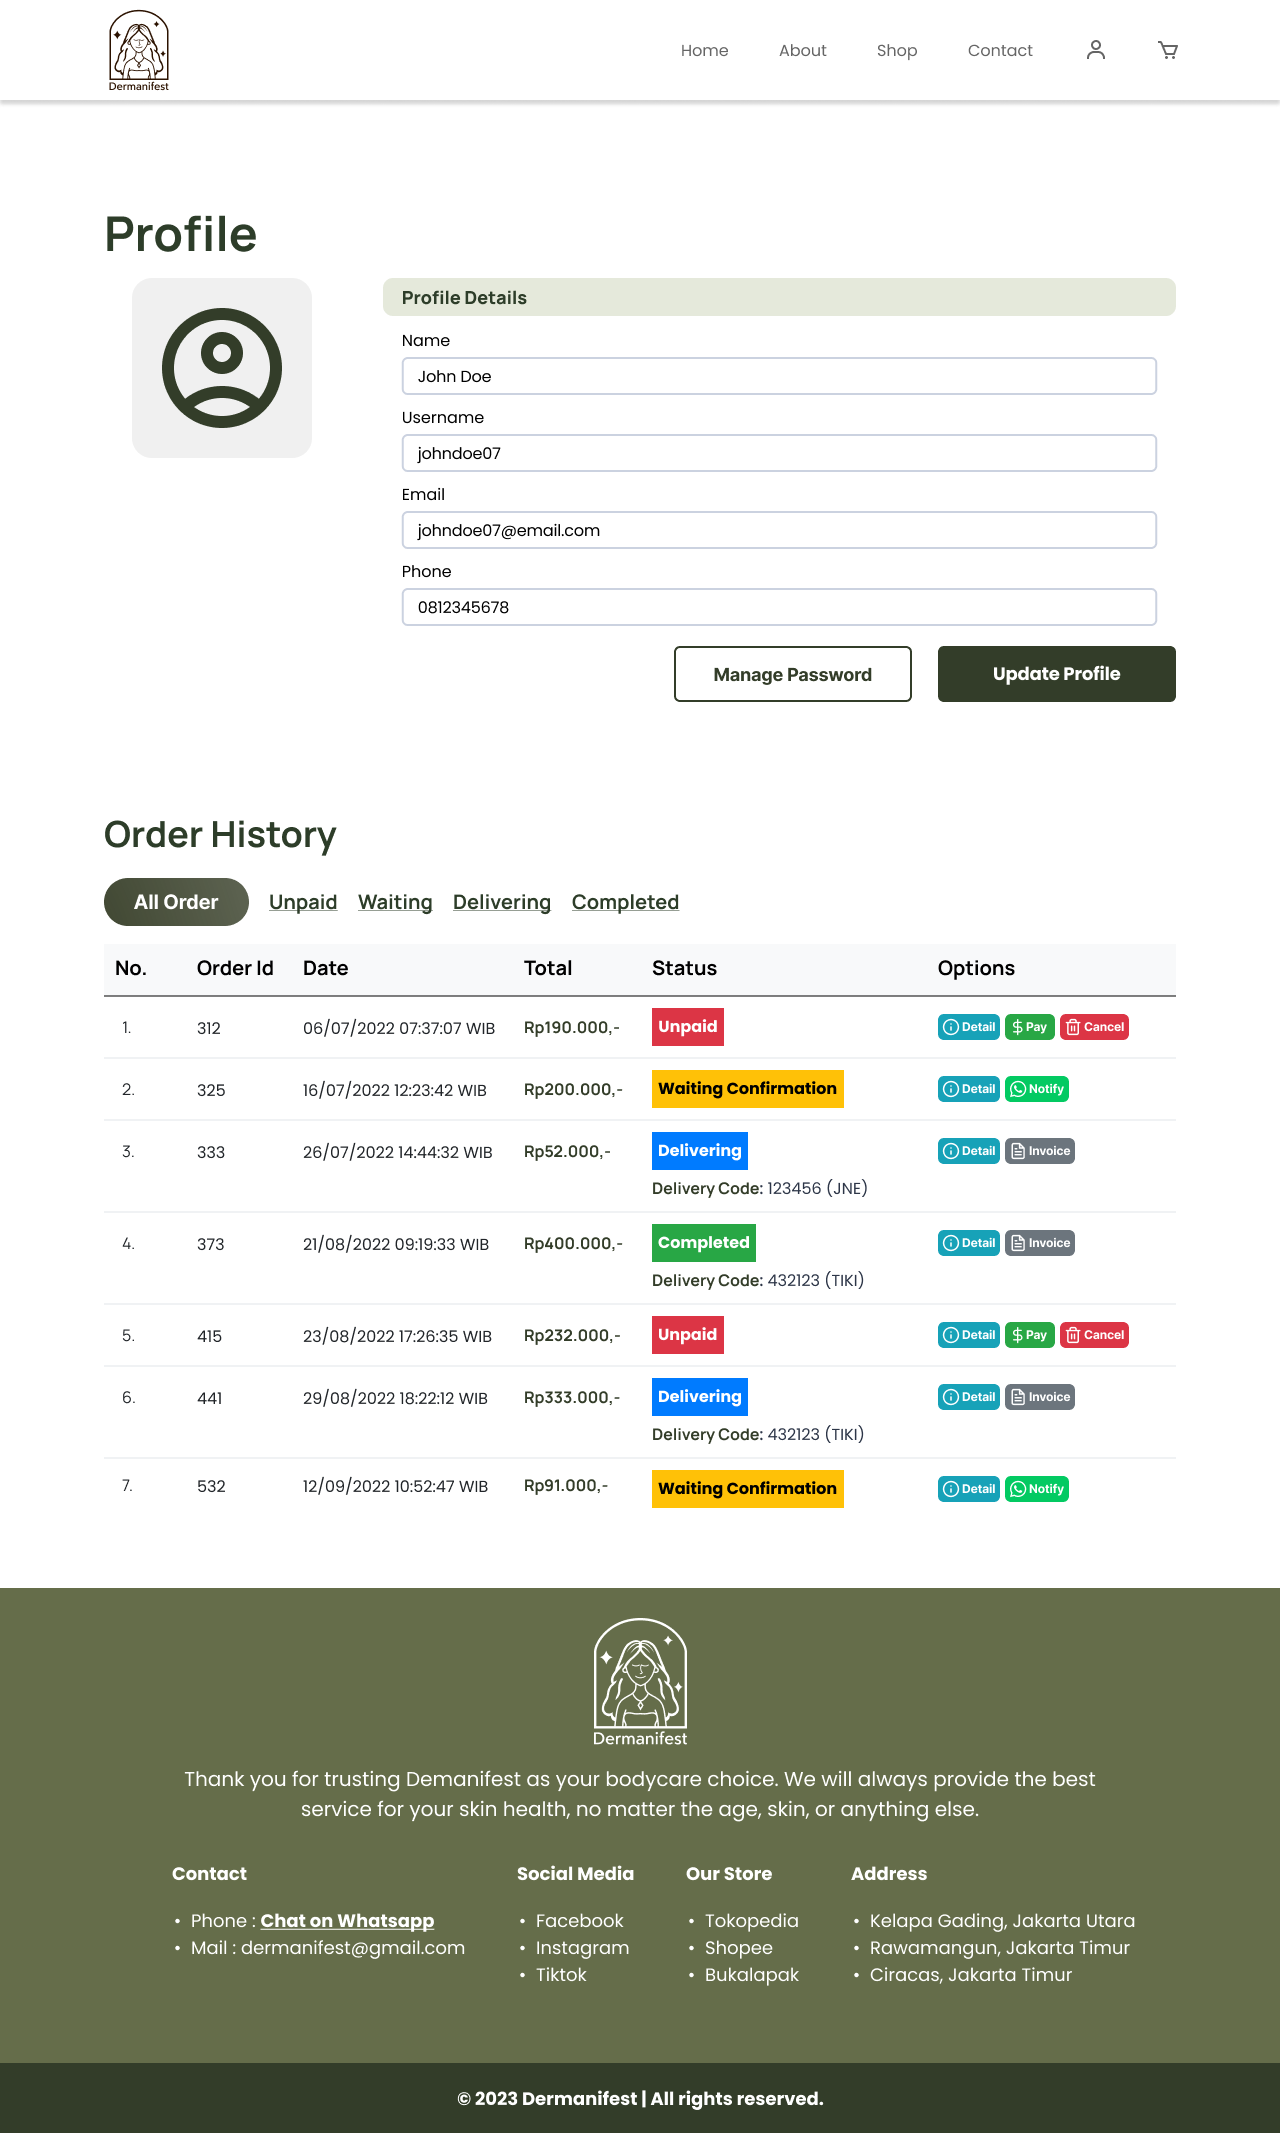 Dermanifest
Home About Shop Contact
Profile
Profile Details
Name
John Doe
Username
johndoe07
Email
johndoe07@email.com
Phone
0812345678
Manage Password Update Profile
Order History
All Order Unpaid Waiting Delivering Completed
No. Order Id Date Total Status Options
1. 312 06/07/2022 07:37:07 WIB Rp190.000,- Unpaid Detail Pay Cancel
2. 325 16/07/2022 12:23:42 WIB Rp200.000,- Waiting Confirmation Detail Notify
3. 333 26/07/2022 14:44:32 WIB Rp52.000,- Delivering Detail Invoice
Delivery Code: 123456 (JNE)
4. 373 21/08/2022 09:19:33 WIB Rp400.000,- Completed Detail Invoice
Delivery Code: 432123 (TIKI)
5. 415 23/08/2022 17:26:35 WIB Rp232.000,- Unpaid Detail Pay Cancel
6. 441 29/08/2022 18:22:12 WIB Rp333.000,- Delivering Detail Invoice
Delivery Code: 432123 (TIKI)
7. 532 12/09/2022 10:52:47 WIB Rp91.000,- Waiting Confirmation Detail Notify
Dermanifest
Thank you for trusting Demanifest as your bodycare choice. We will always provide the best
service for your skin health, no matter the age, skin, or anything else.
Contact
• Phone : Chat on Whatsapp
• Mail : dermanifest@gmail.com
Social Media
• Facebook
• Instagram
• Tiktok
Our Store
• Tokopedia
• Shopee
• Bukalapak
Address
• Kelapa Gading, Jakarta Utara
• Rawamangun, Jakarta Timur
• Ciracas, Jakarta Timur
© 2023 Dermanifest | All rights reserved.